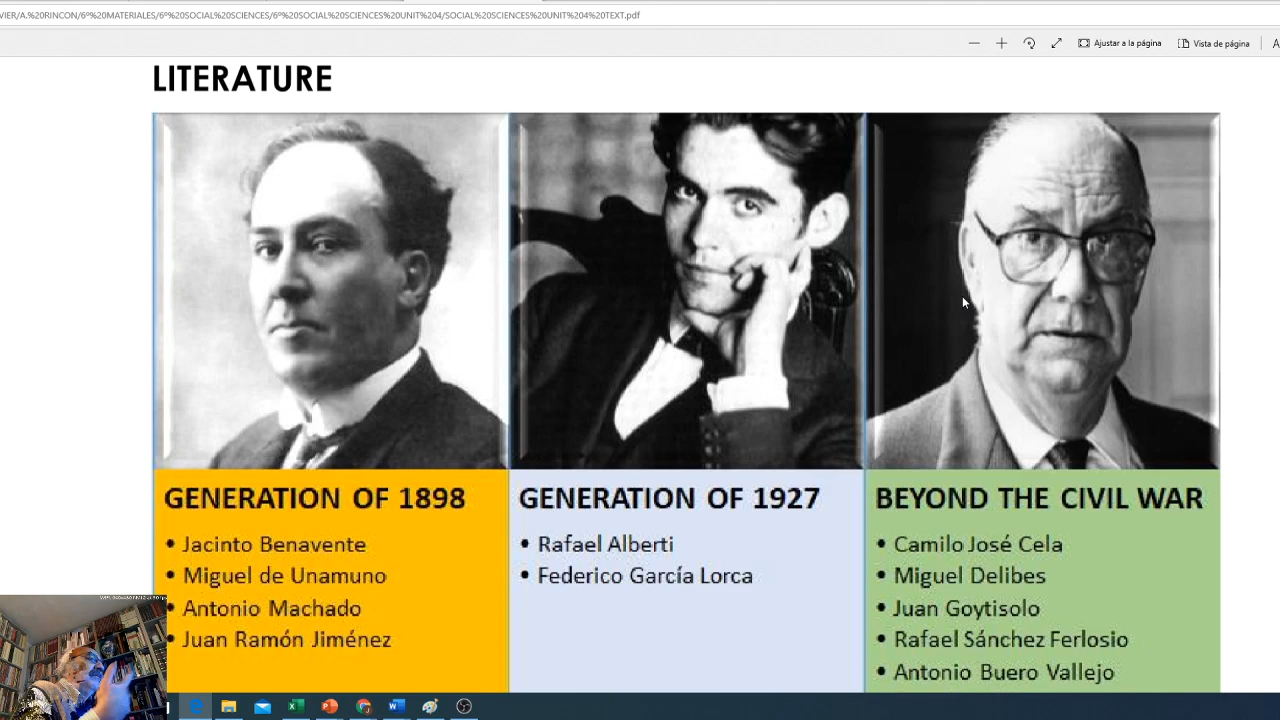 VIER/A.%20RINCON/6º%20MATERIALES/6º%20SOCIAL%20SCIENCES/6º%20SOCIAL%20SCIENCES%20UNIT%204/SOCIAL%20SCIENCES%20UNIT%204%20TEXT.pdf
Ajustar a la página
Vista de página
A
LITERATURE
GENERATION OF 1898
• Jacinto Benavente
• Miguel de Unamuno
• Antonio Machado
• Juan Ramón Jiménez
GENERATION OF 1927
• Rafael Alberti
• Federico García Lorca
BEYOND THE CIVIL WAR
• Camilo José Cela
• Miguel Delibes
• Juan Goytisolo
• Rafael Sánchez Ferlosio
• Antonio Buero Vallejo